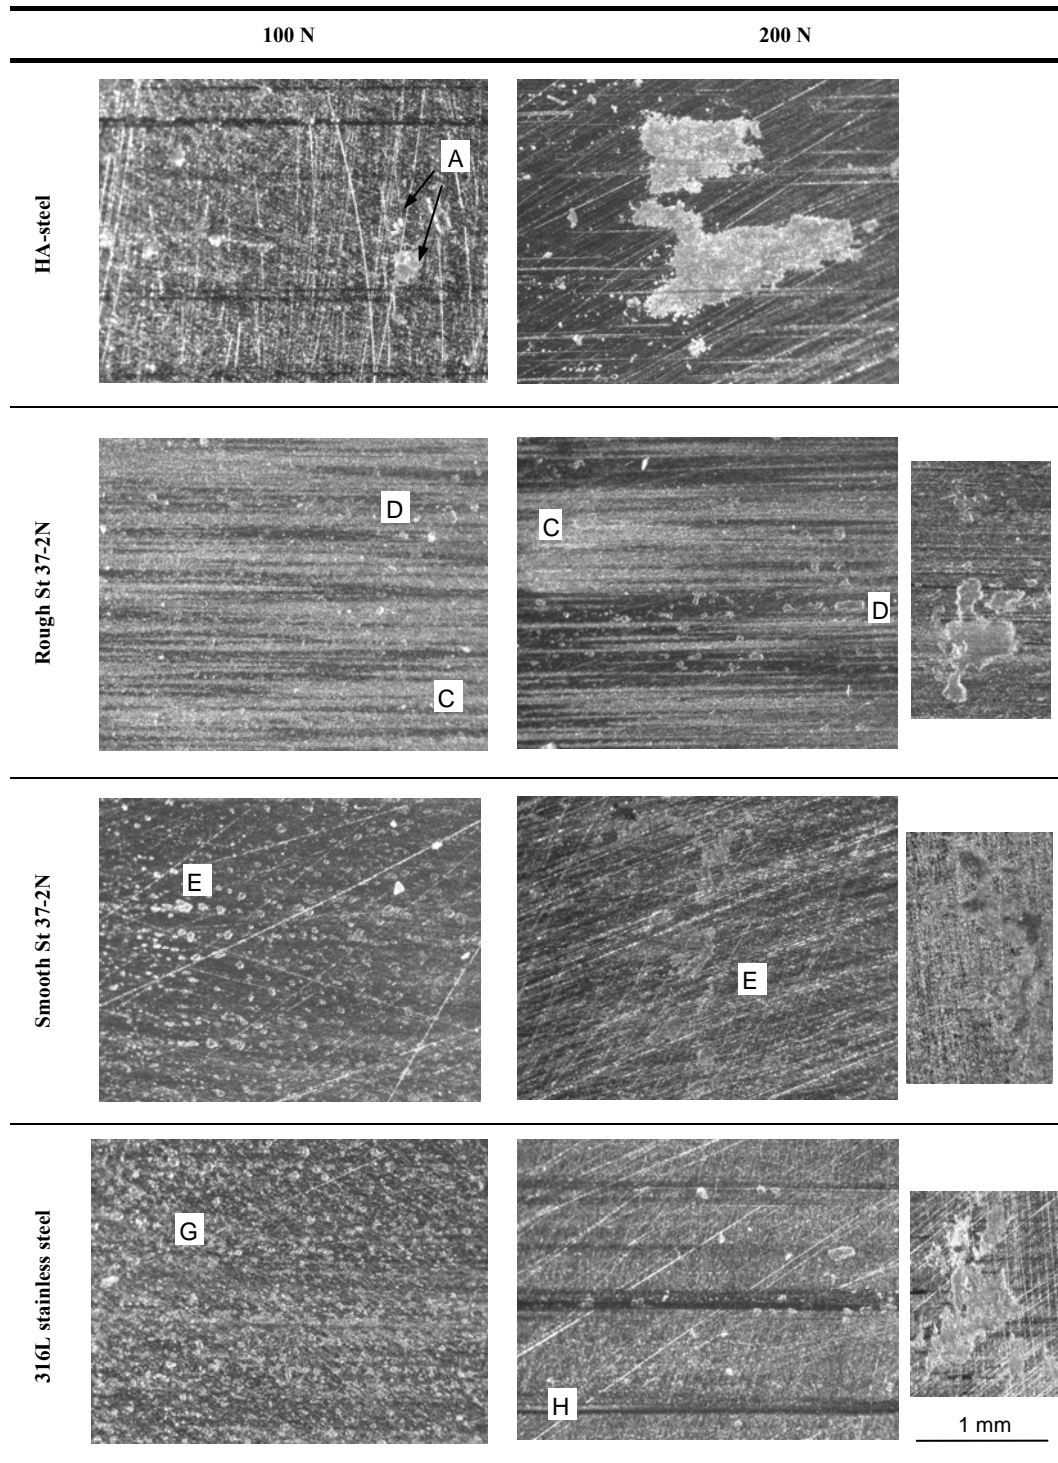 100 N 200 N
HA-steel
A
Rough St 37-2N
D
C
C
D
Smooth St 37-2N
E
E
316L stainless steel
G
H
1 mm